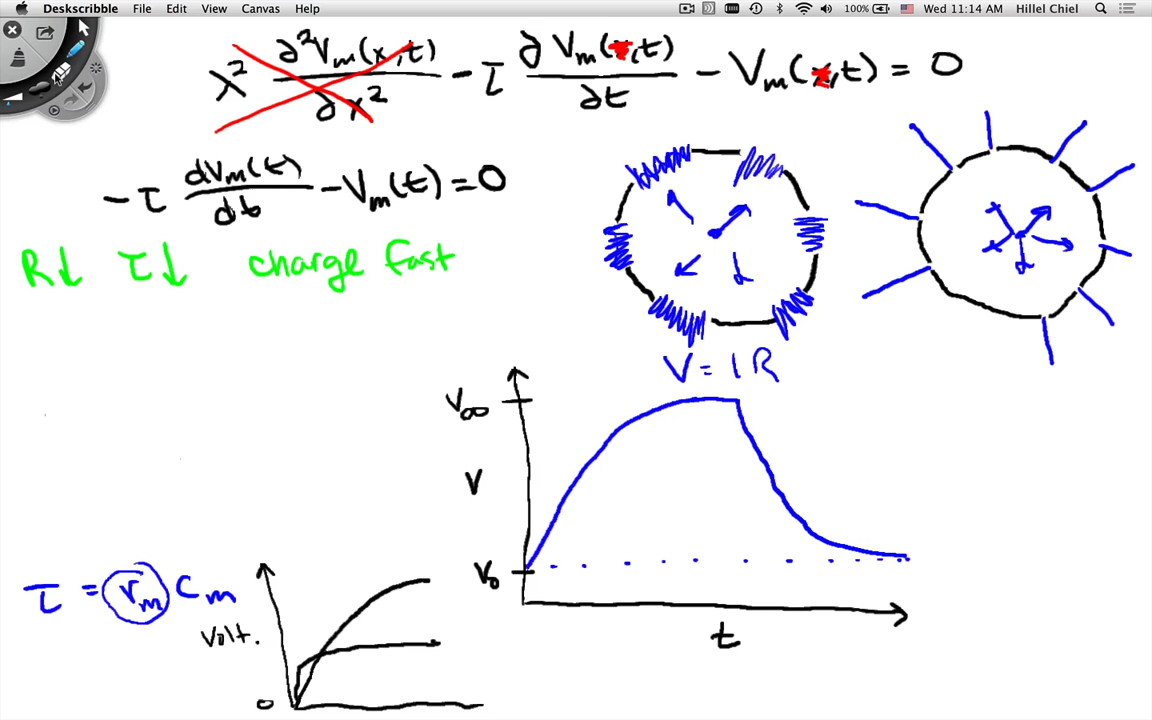 Deskscribble File Edit View Canvas Help 100% Wed 11:14 AM Hillel Chiel
λ² ∂²Vm(x,t)/∂x² - τ ∂Vm(x,t)/∂t - Vm(x,t) = 0
-τ dVm(t)/dt - Vm(t) = 0
R↓ τ↓ charge fast
V = IR
V∞
V
V₀
t
τ = rm Cm
Volt.
0